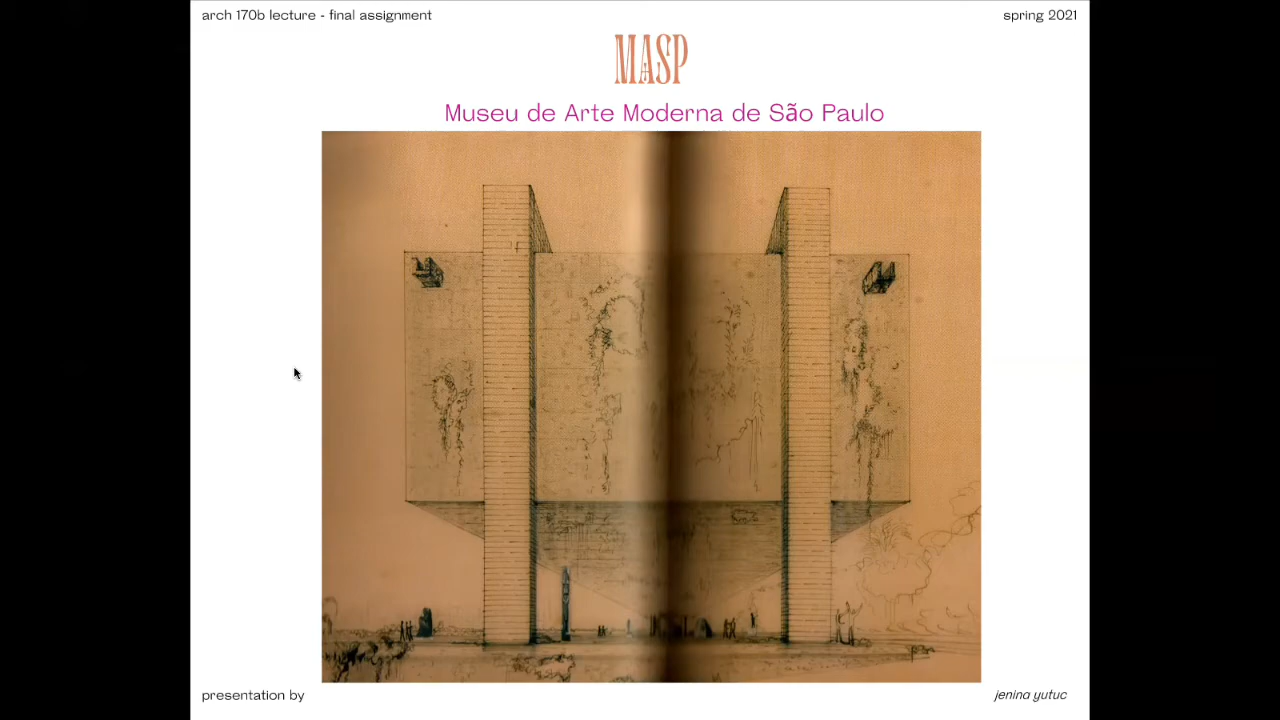 arch 170b lecture - final assignment
spring 2021
MASP
Museu de Arte Moderna de São Paulo
presentation by
jenina yutuc